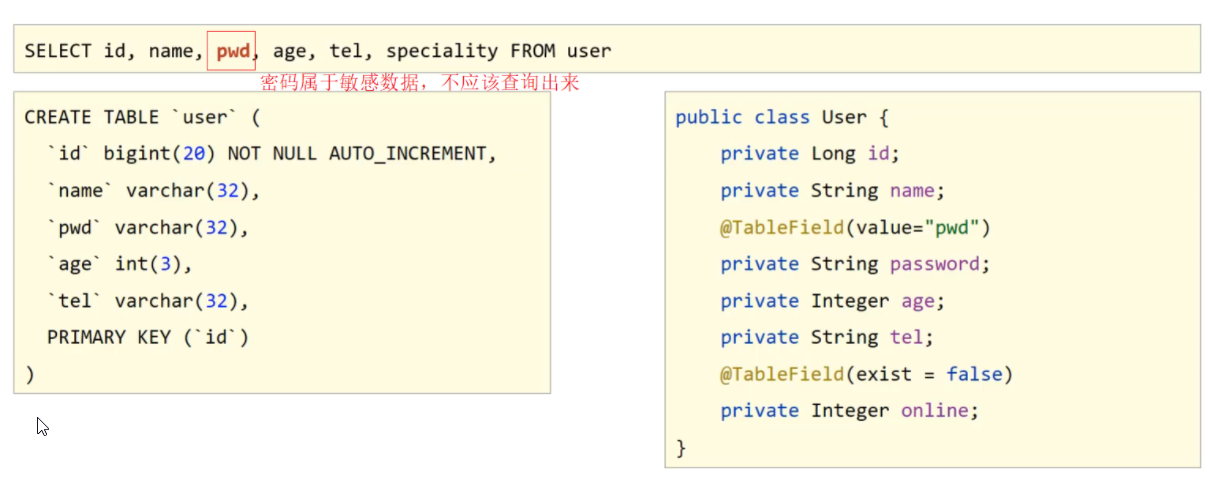 SELECT id, name, pwd, age, tel, speciality FROM user
密码属于敏感数据，不应该查询出来
CREATE TABLE `user` (
`id` bigint(20) NOT NULL AUTO_INCREMENT,
`name` varchar(32),
`pwd` varchar(32),
`age` int(3),
`tel` varchar(32),
PRIMARY KEY (`id`)
)
public class User {
private Long id;
private String name;
@TableField(value="pwd")
private String password;
private Integer age;
private String tel;
@TableField(exist = false)
private Integer online;
}